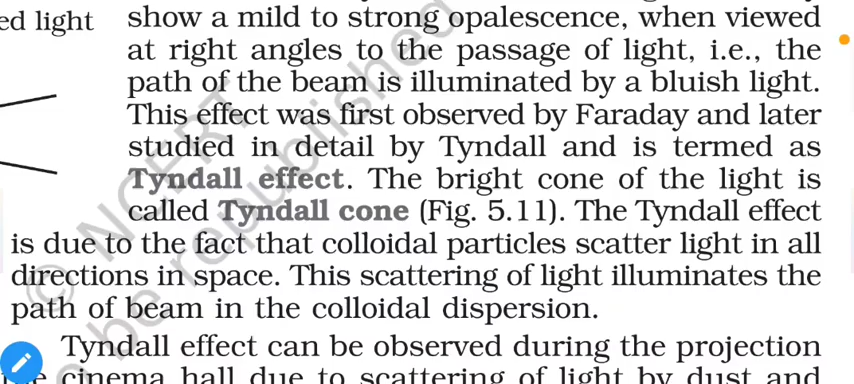 ed light
show a mild to strong opalescence, when viewed
at right angles to the passage of light, i.e., the
path of the beam is illuminated by a bluish light.
This effect was first observed by Faraday and later
studied in detail by Tyndall and is termed as
Tyndall effect. The bright cone of the light is
called Tyndall cone (Fig. 5.11). The Tyndall effect
is due to the fact that colloidal particles scatter light in all
directions in space. This scattering of light illuminates the
path of beam in the colloidal dispersion.
Tyndall effect can be observed during the projection
cinema hall due to scattering of light by dust and
© NCERT
be republished